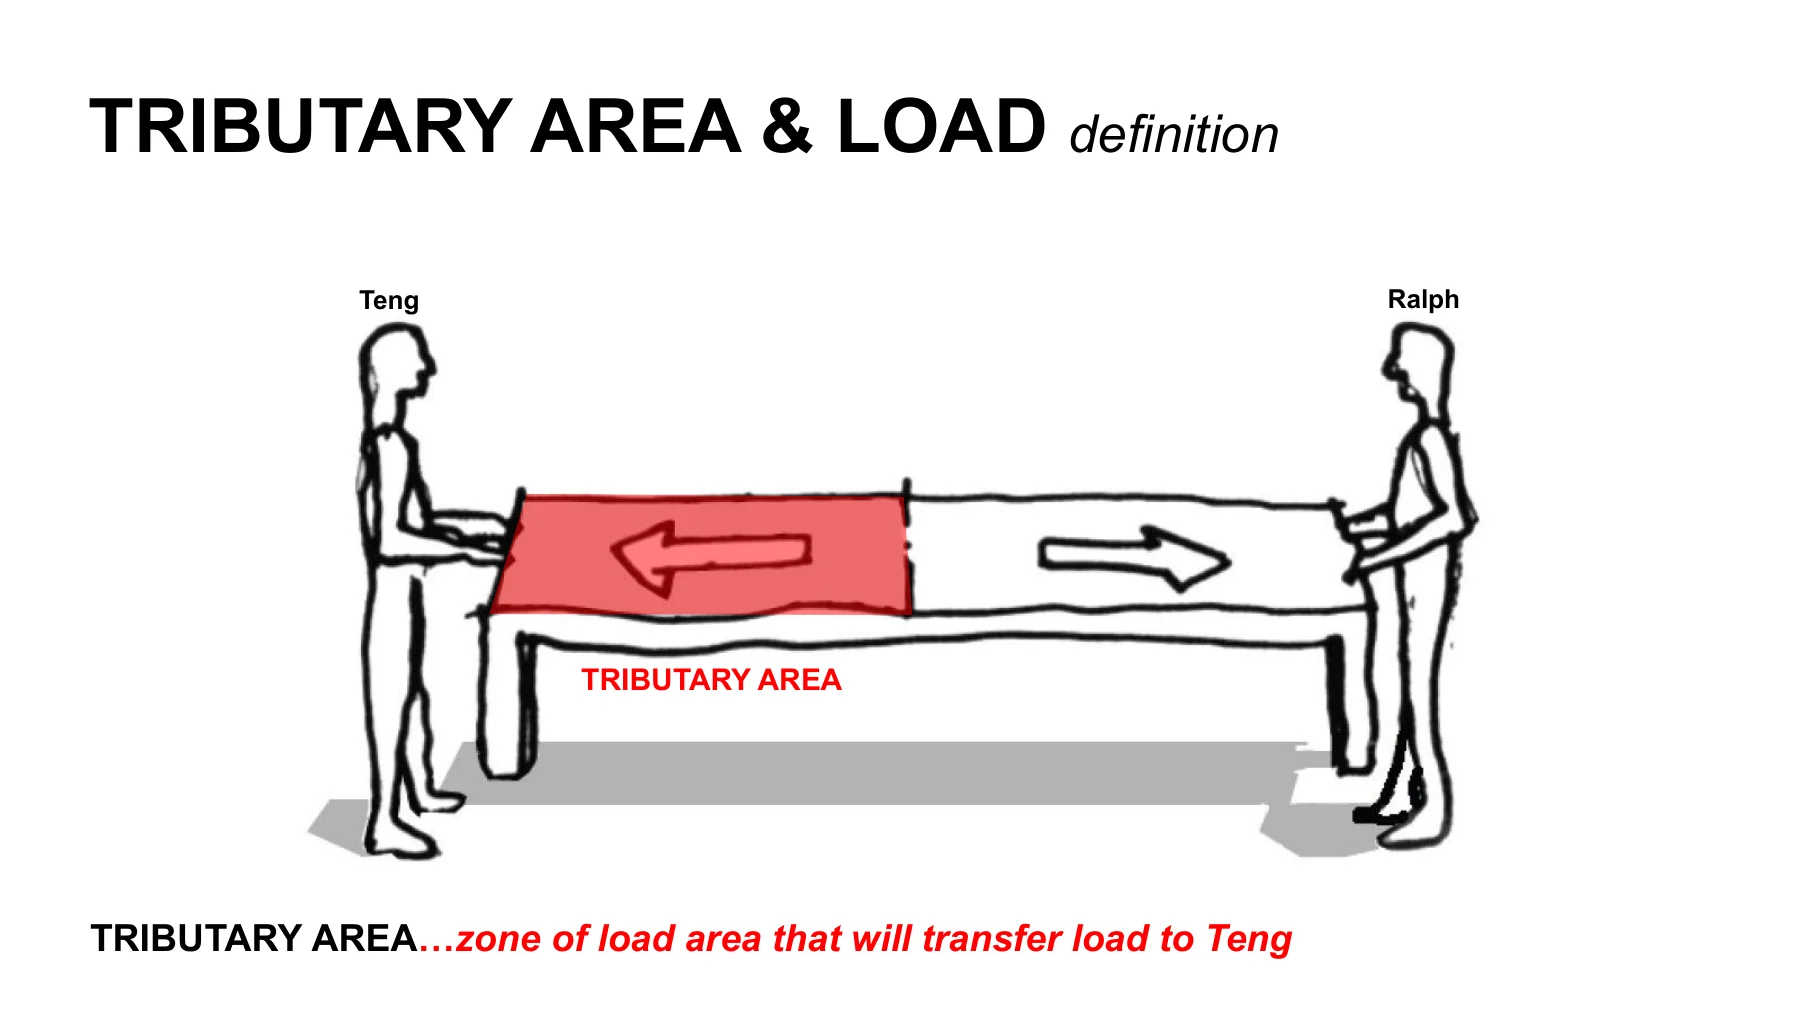 TRIBUTARY AREA & LOAD definition
Teng
Ralph
TRIBUTARY AREA
TRIBUTARY AREA…zone of load area that will transfer load to Teng